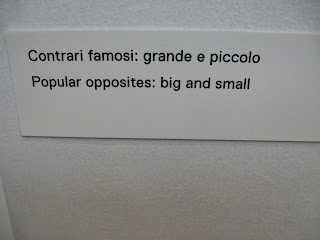 Contrari famosi: grande e piccolo
Popular opposites: big and small